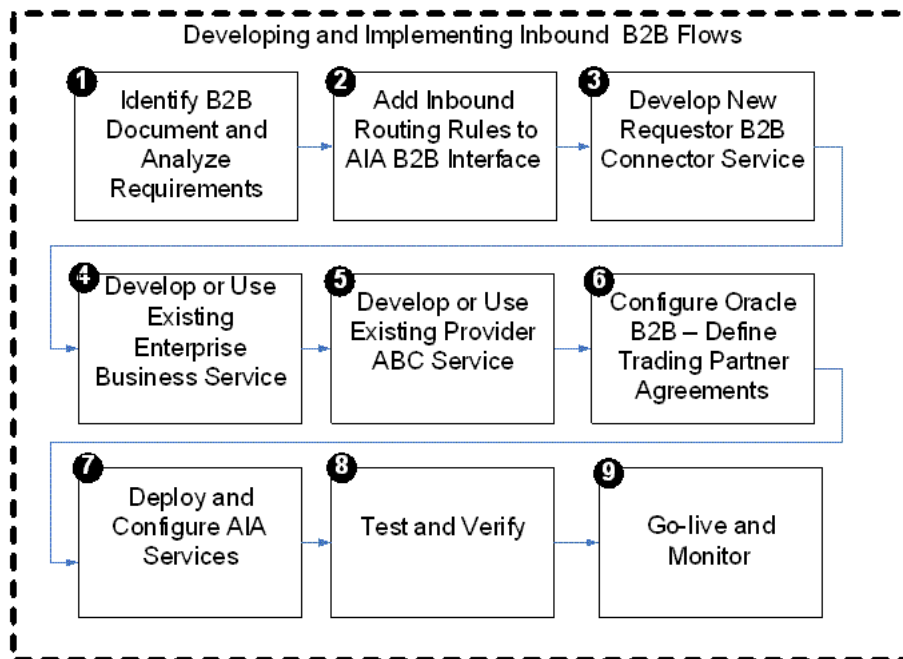 Developing and Implementing Inbound B2B Flows
1
Identify B2B
Document and
Analyze
Requirements
2
Add Inbound
Routing Rules to
AIA B2B Interface
3
Develop New
Requestor B2B
Connector Service
4
Develop or Use
Existing
Enterprise
Business Service
5
Develop or Use
Existing Provider
ABC Service
6
Configure Oracle
B2B – Define
Trading Partner
Agreements
7
Deploy and
Configure AIA
Services
8
Test and Verify
9
Go-live and
Monitor